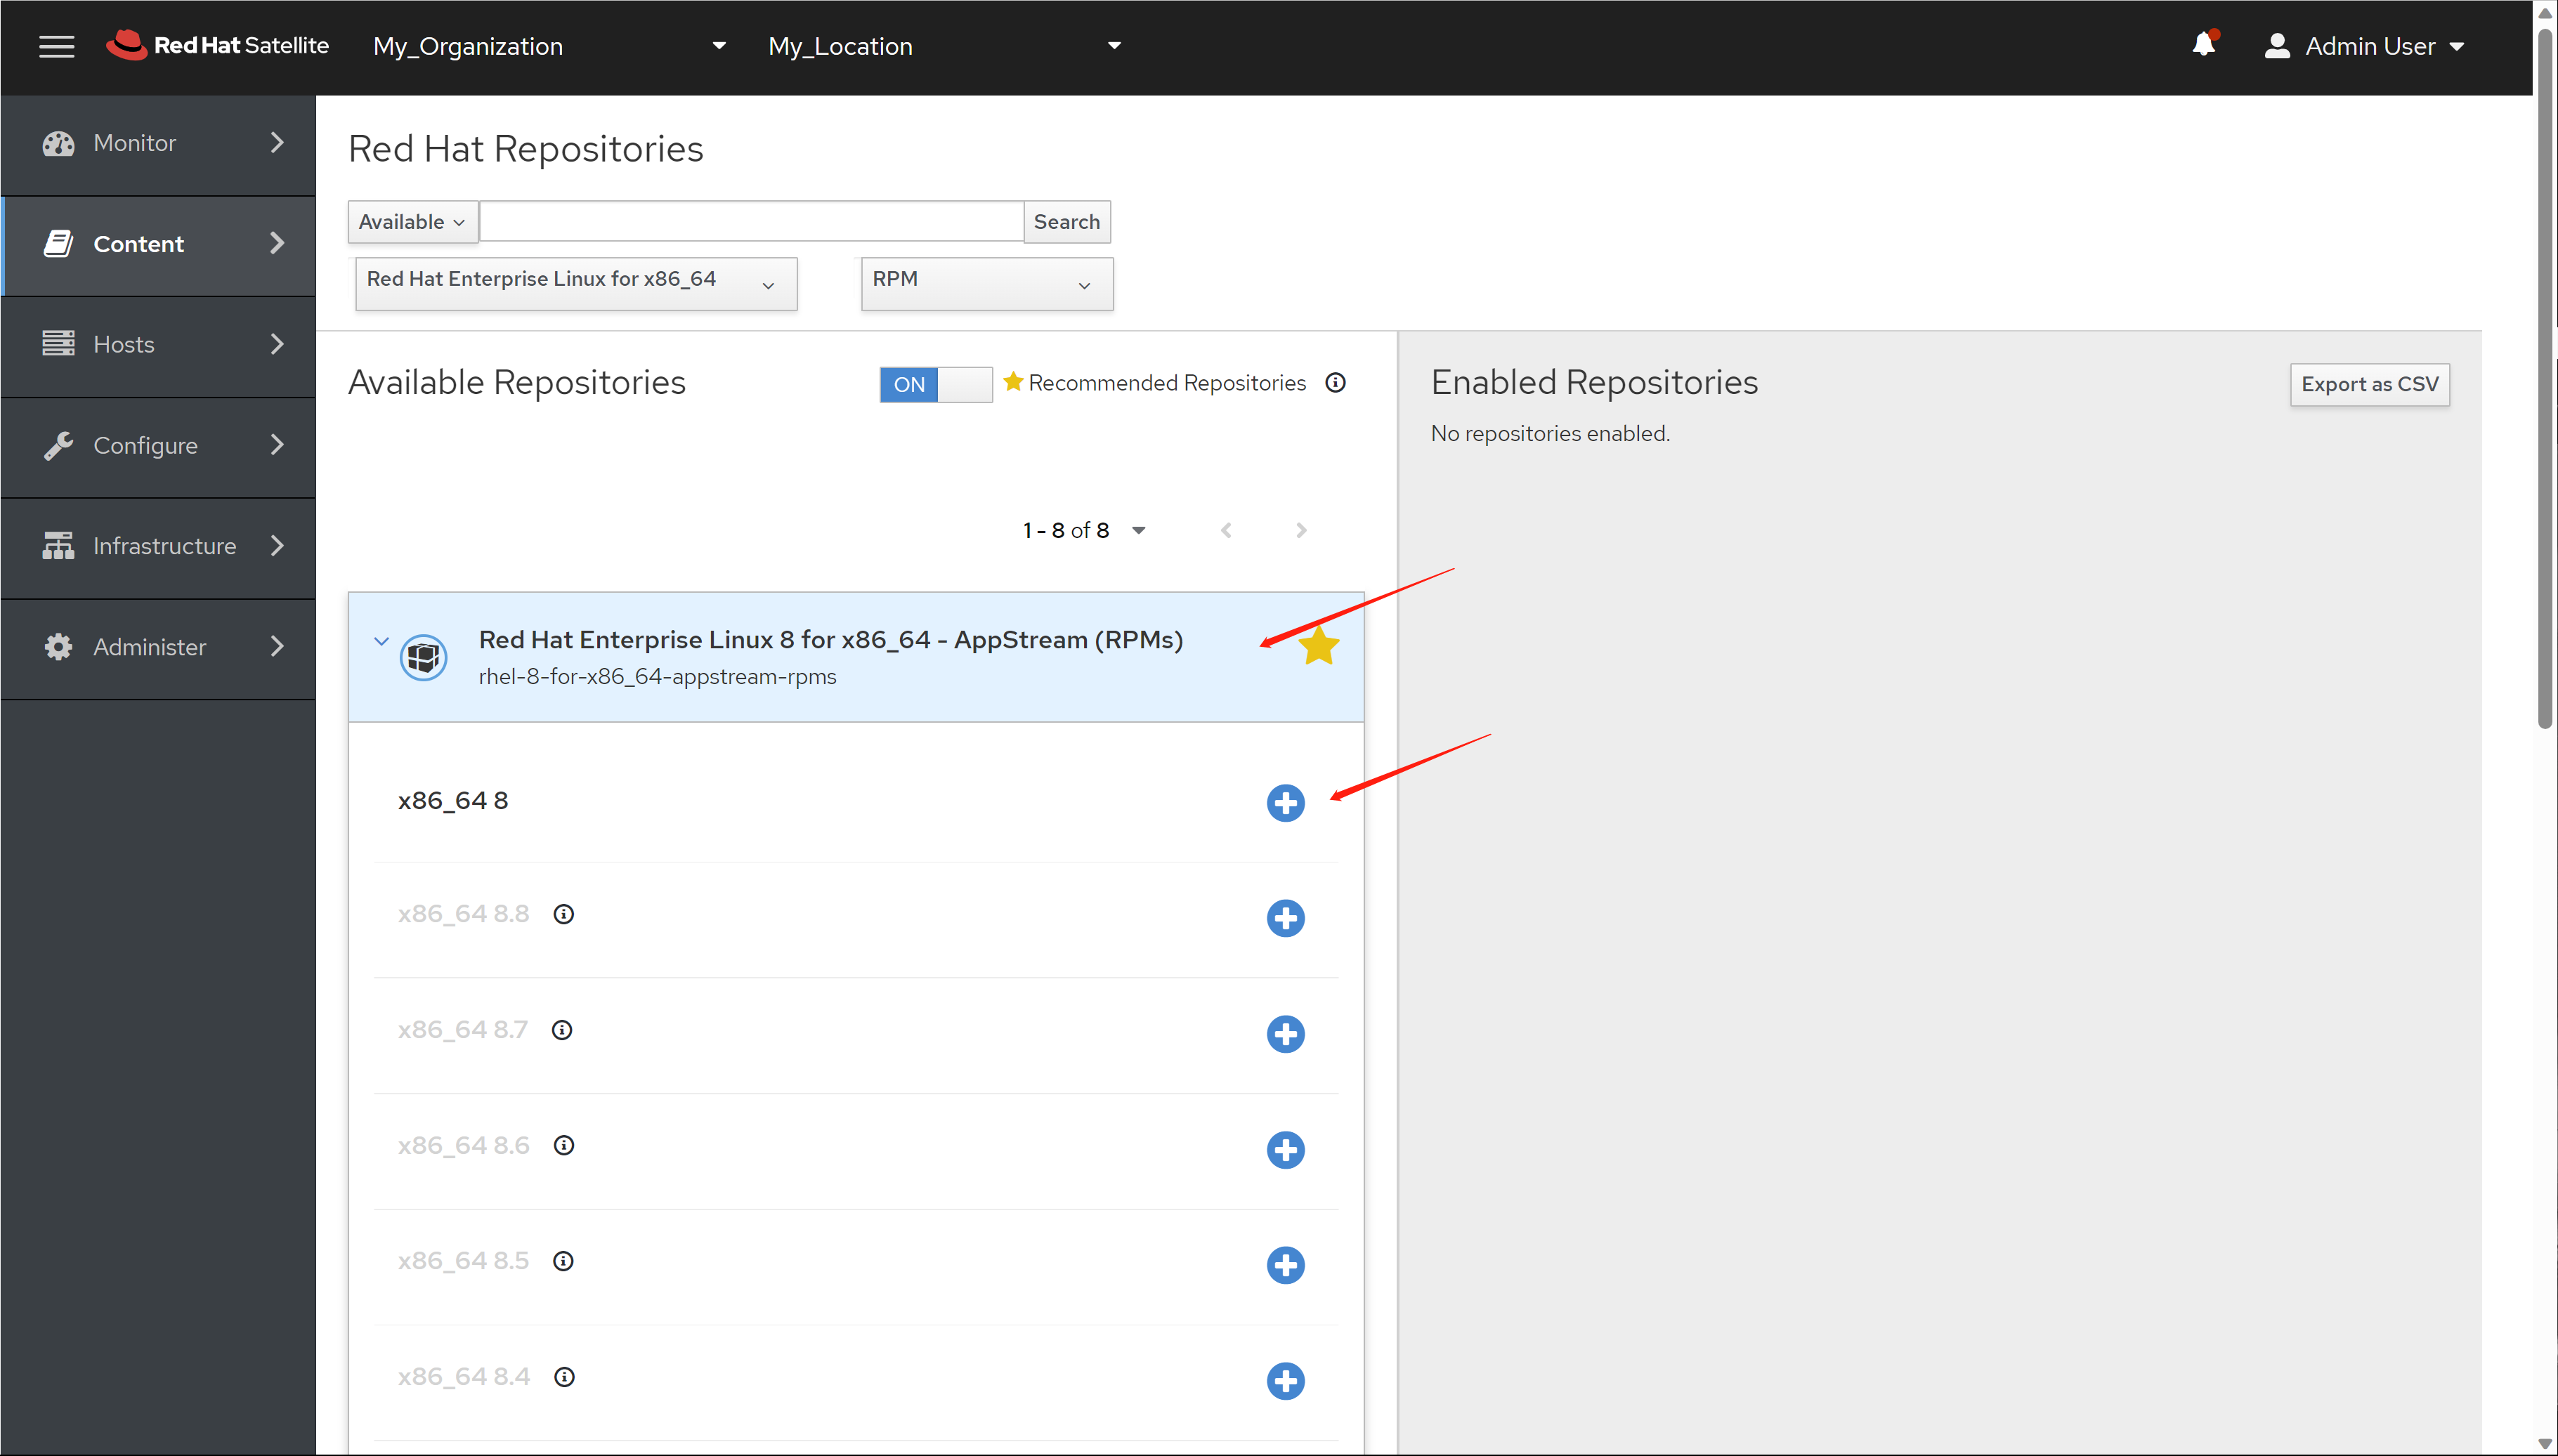 Red Hat Satellite
My_Organization
My_Location
Admin User
Monitor
Content
Hosts
Configure
Infrastructure
Administer
Red Hat Repositories
Available
Search
Red Hat Enterprise Linux for x86_64
RPM
Available Repositories
ON
Recommended Repositories
1 - 8 of 8
Red Hat Enterprise Linux 8 for x86_64 - AppStream (RPMs)
rhel-8-for-x86_64-appstream-rpms
x86_64 8
x86_64 8.8
x86_64 8.7
x86_64 8.6
x86_64 8.5
x86_64 8.4
Enabled Repositories
Export as CSV
No repositories enabled.